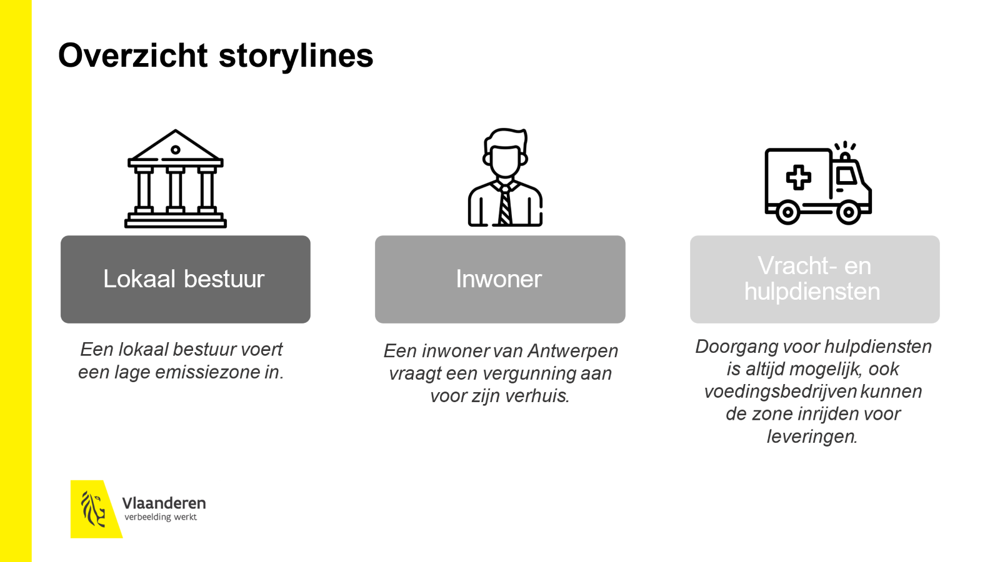 Overzicht storylines
Lokaal bestuur
Een lokaal bestuur voert
een lage emissiezone in.
Inwoner
Een inwoner van Antwerpen
vraagt een vergunning aan
voor zijn verhuis.
Vracht- en
hulpdiensten
Doorgang voor hulpdiensten
is altijd mogelijk, ook
voedingsbedrijven kunnen
de zone inrijden voor
leveringen.
Vlaanderen
verbeelding werkt